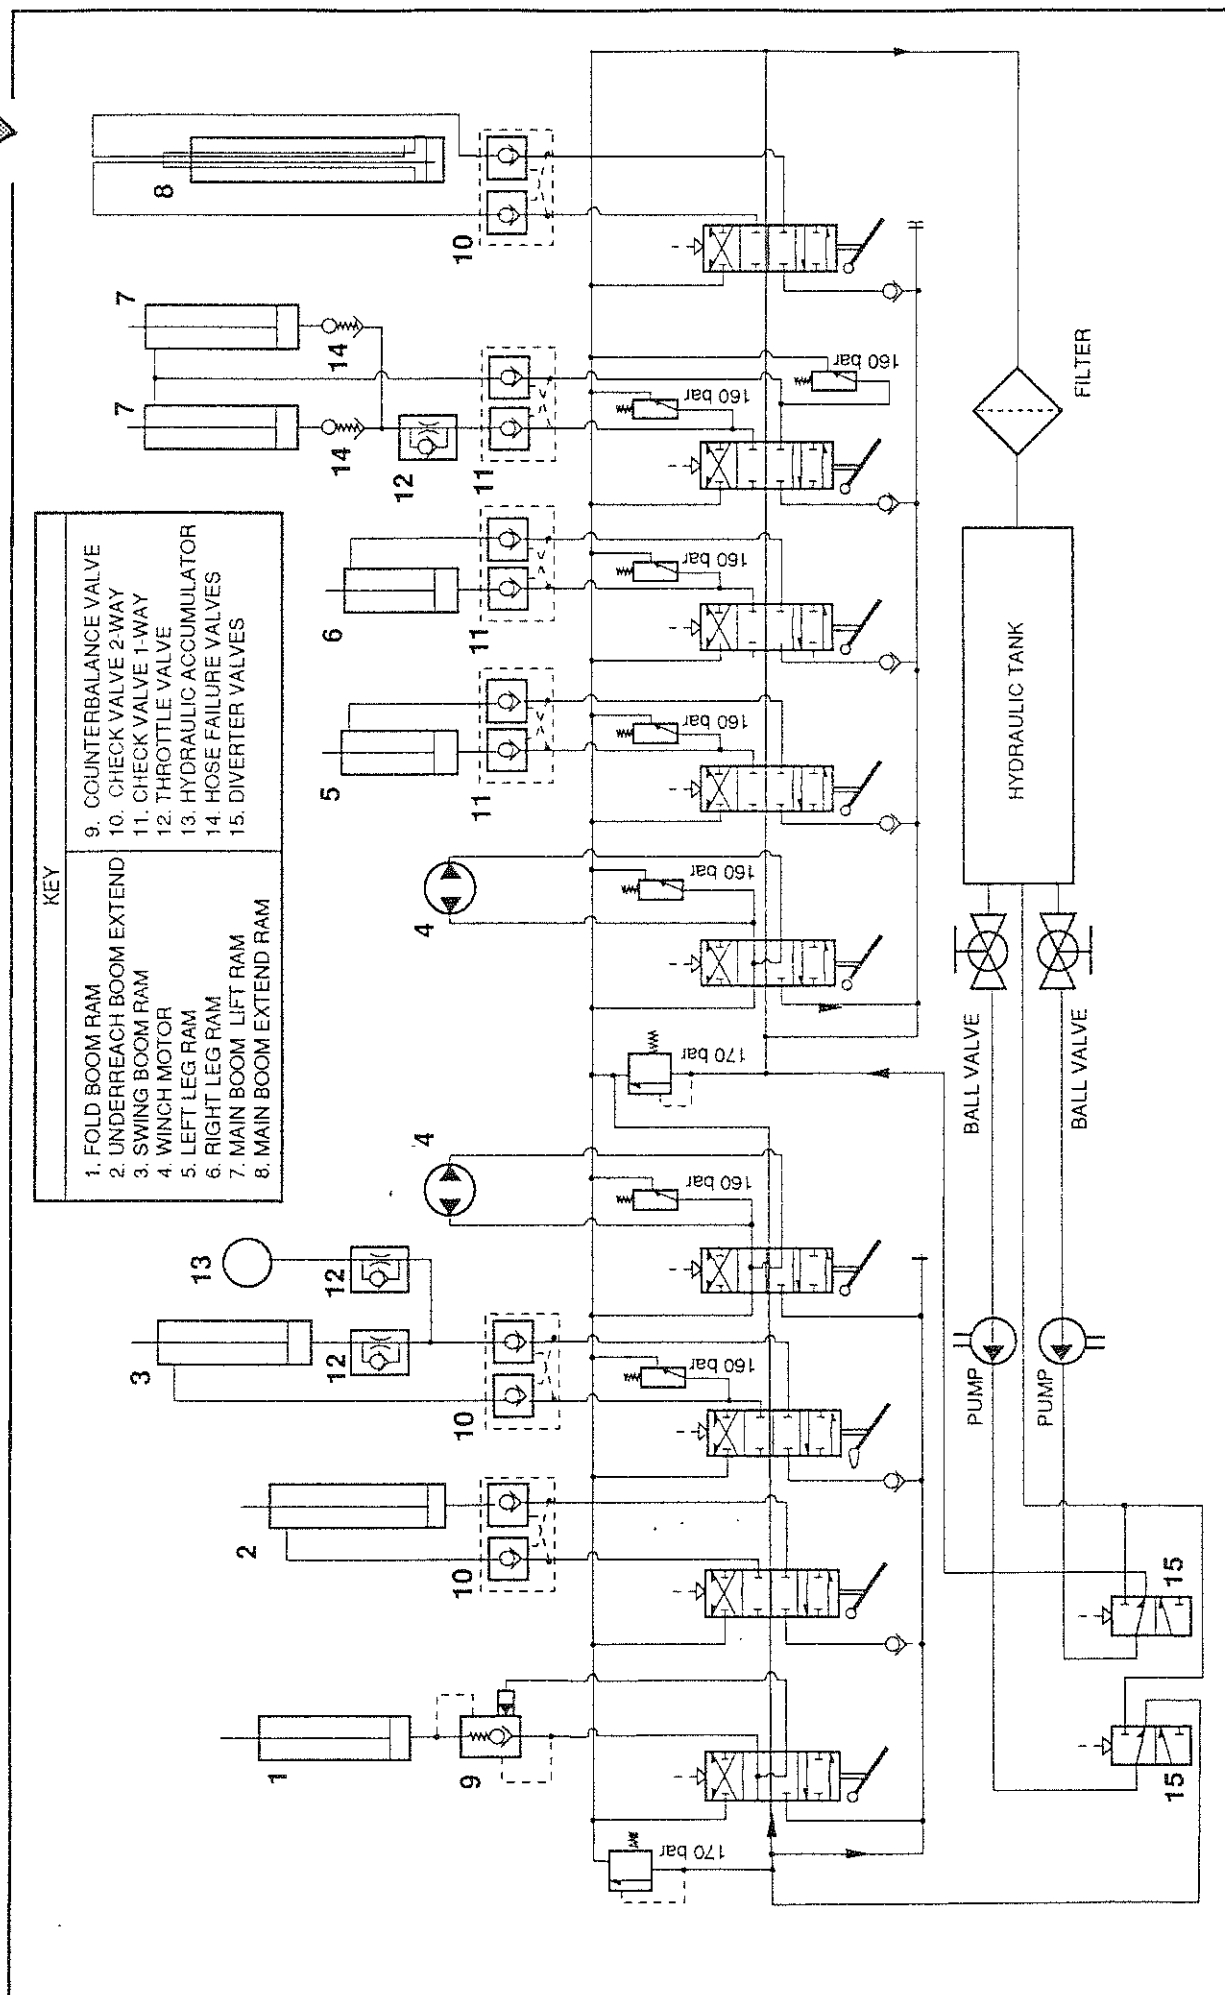 KEY
1. FOLD BOOM RAM
2. UNDERREACH BOOM EXTEND
3. SWING BOOM RAM
4. WINCH MOTOR
5. LEFT LEG RAM
6. RIGHT LEG RAM
7. MAIN BOOM LIFT RAM
8. MAIN BOOM EXTEND RAM
9. COUNTERBALANCE VALVE
10. CHECK VALVE 2-WAY
11. CHECK VALVE 1-WAY
12. THROTTLE VALVE
13. HYDRAULIC ACCUMULATOR
14. HOSE FAILURE VALVES
15. DIVERTER VALVES
1
2
3
13
4
4
5
6
7
7
8
9
10
10
12
12
11
11
12
14
14
11
10
170 bar
160 bar
160 bar
170 bar
160 bar
160 bar
160 bar
160 bar
160 bar
15
15
PUMP
PUMP
BALL VALVE
BALL VALVE
HYDRAULIC TANK
FILTER